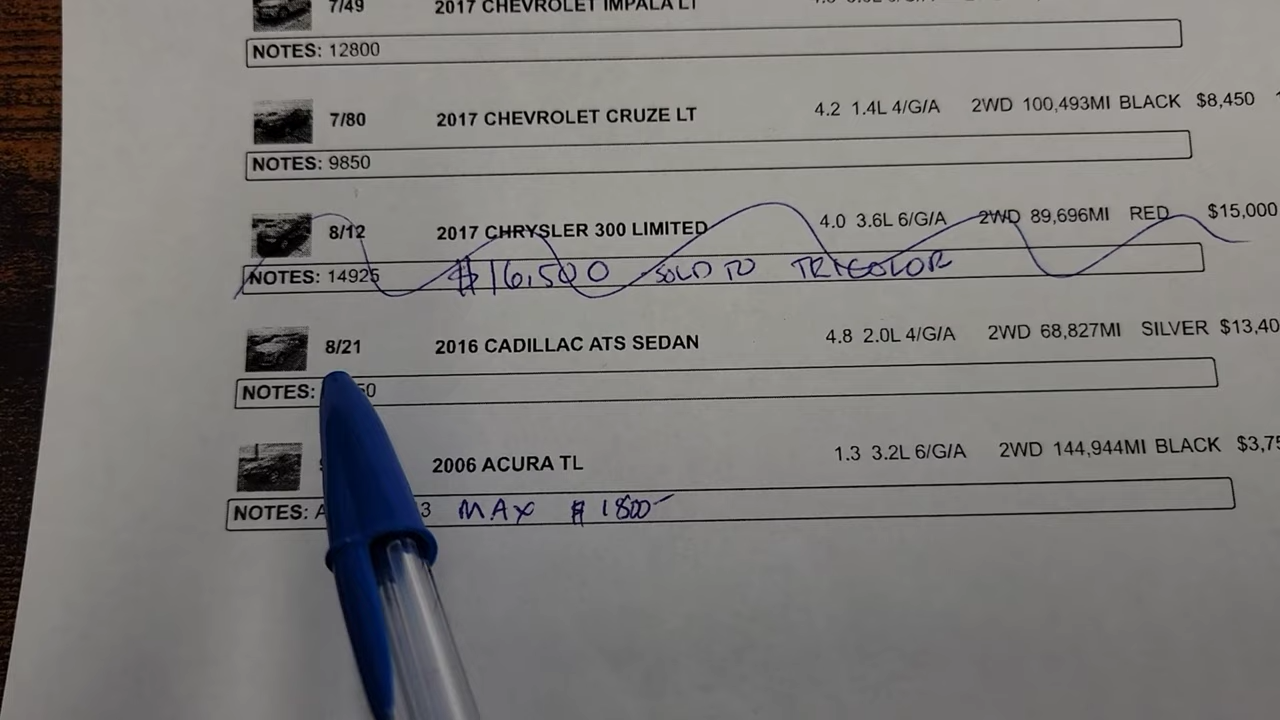 7/49 2017 CHEVROLET IMPALA LT
NOTES: 12800
7/80 2017 CHEVROLET CRUZE LT 4.2 1.4L 4/G/A 2WD 100,493MI BLACK $8,450
NOTES: 9850
8/12 2017 CHRYSLER 300 LIMITED 4.0 3.6L 6/G/A 2WD 89,696MI RED $15,000
NOTES: 14925 $16,500 SOLD TO TRICOLOR
8/21 2016 CADILLAC ATS SEDAN 4.8 2.0L 4/G/A 2WD 68,827MI SILVER $13,40
NOTES:
2006 ACURA TL 1.3 3.2L 6/G/A 2WD 144,944MI BLACK $3,75
NOTES: MAX $1800